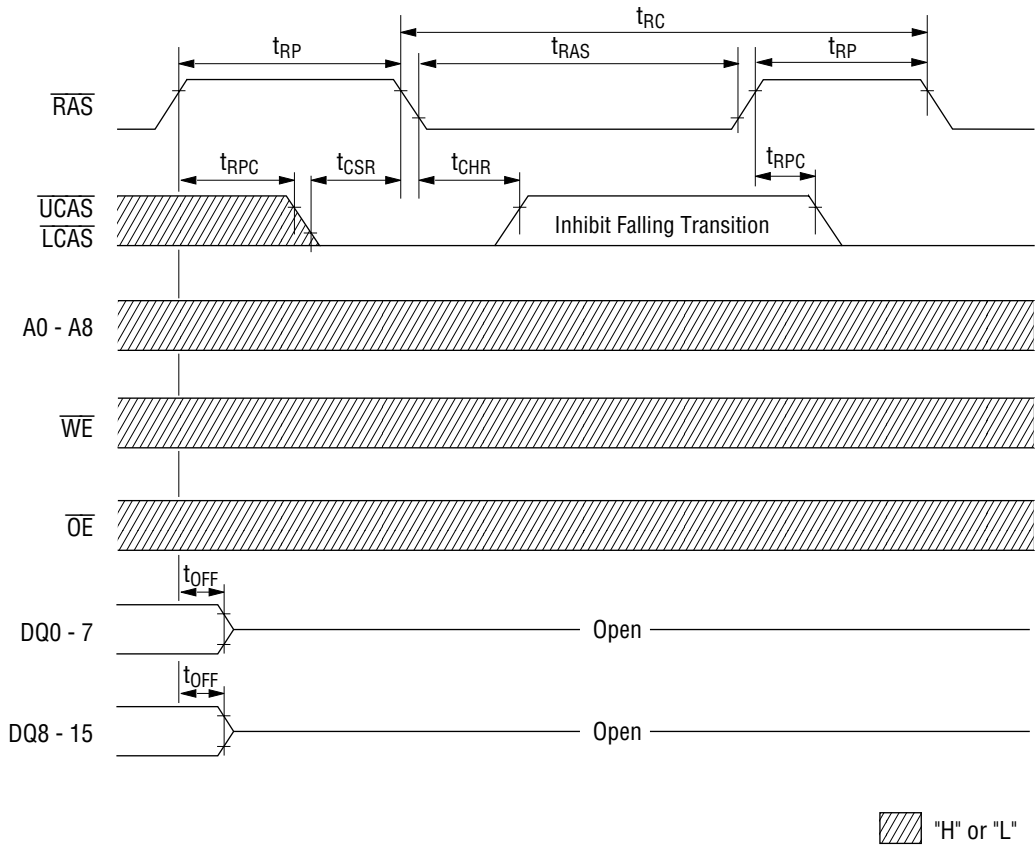 tRC
tRP tRAS tRP
RAS
tRPC tCSR tCHR tRPC
UCAS
LCAS
Inhibit Falling Transition
A0 - A8
WE
OE
tOFF
DQ0 - 7 Open
tOFF
DQ8 - 15 Open
"H" or "L"